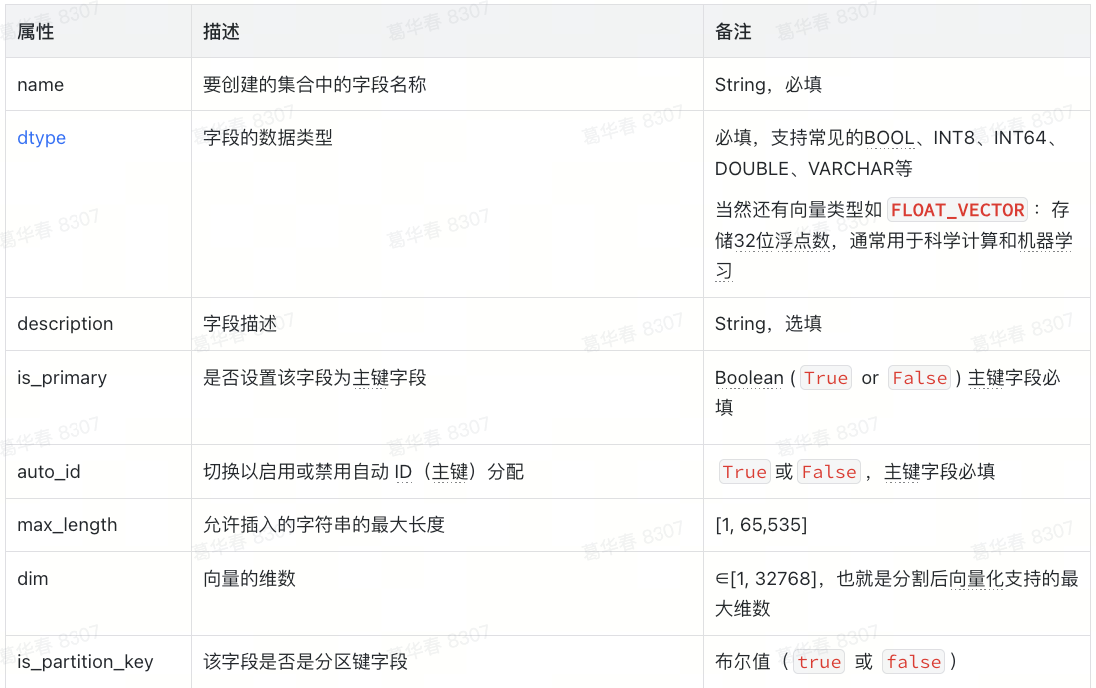 属性 描述 备注
name 要创建的集合中的字段名称 String，必填
dtype 字段的数据类型 必填，支持常见的BOOL、INT8、INT64、
DOUBLE、VARCHAR等
当然还有向量类型如 FLOAT_VECTOR ：存
储32位浮点数，通常用于科学计算和机器学
习
description 字段描述 String，选填
is_primary 是否设置该字段为主键字段 Boolean ( True or False ) 主键字段必
填
auto_id 切换以启用或禁用自动 ID（主键）分配 True 或 False ，主键字段必填
max_length 允许插入的字符串的最大长度 [1, 65,535]
dim 向量的维数 ∈[1, 32768]，也就是分割后向量化支持的最
大维数
is_partition_key 该字段是否是分区键字段 布尔值（ true 或 false ）
葛华春 8307